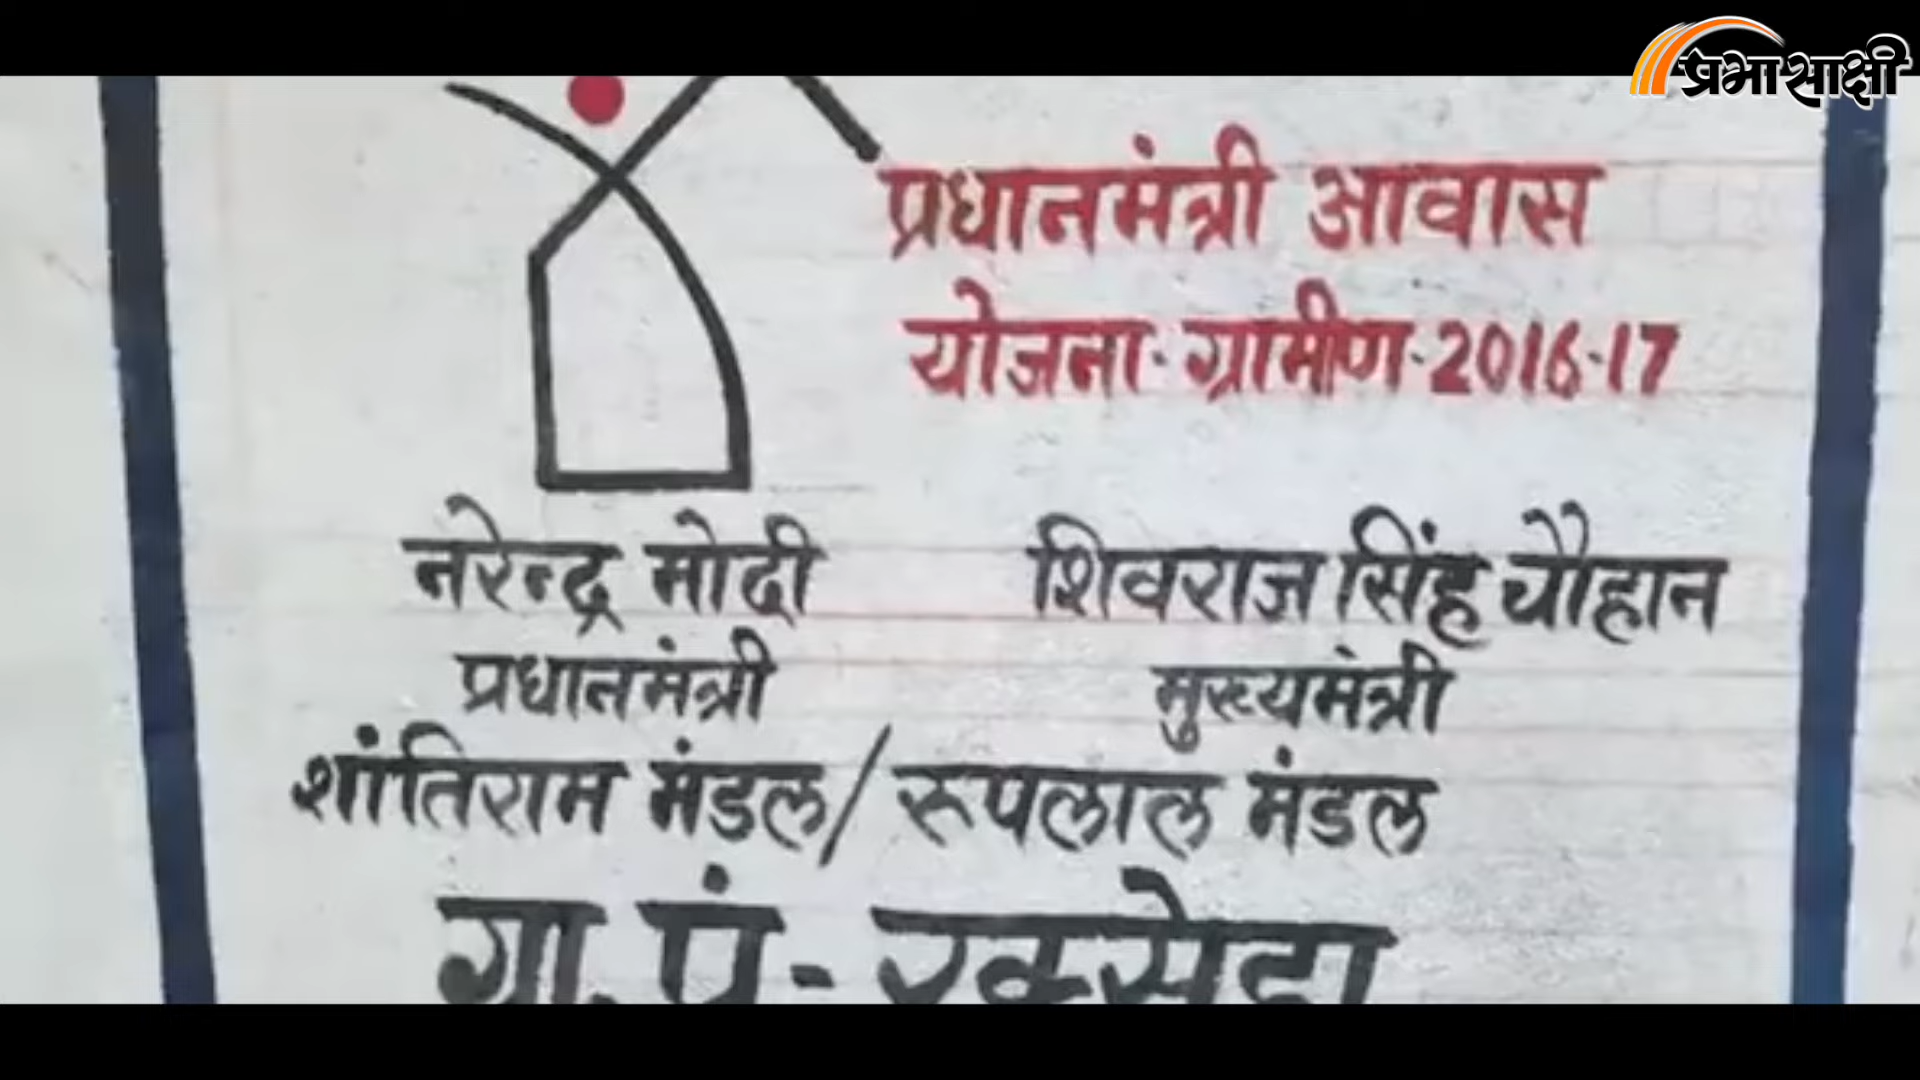 प्रभासाक्षी
प्रधानमंत्री आवास
योजना-ग्रामीण-2016-17
नरेन्द्र मोदी शिवराज सिंह चौहान
प्रधानमंत्री मुख्यमंत्री
शांतिराम मंडल/रूपलाल मंडल
ग्रा.पं-